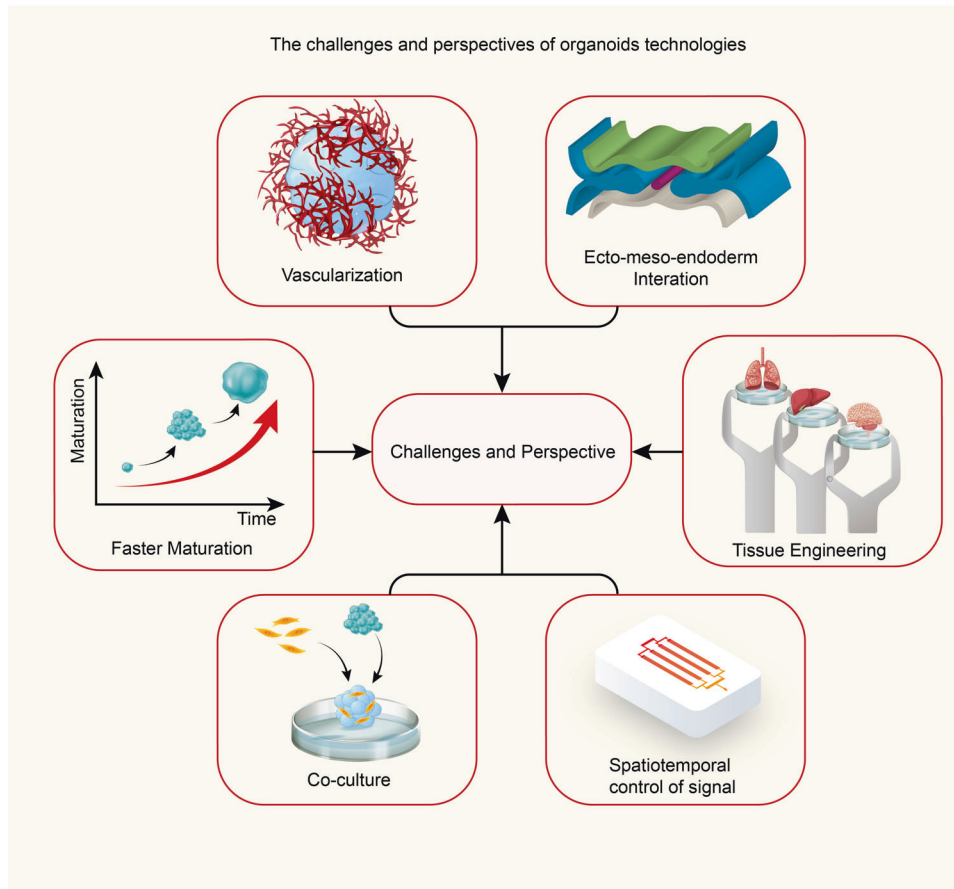 The challenges and perspectives of organoids technologies
Vascularization
Ecto-meso-endoderm
Interation
Maturation
Time
Faster Maturation
Challenges and Perspective
Tissue Engineering
Co-culture
Spatiotemporal
control of signal